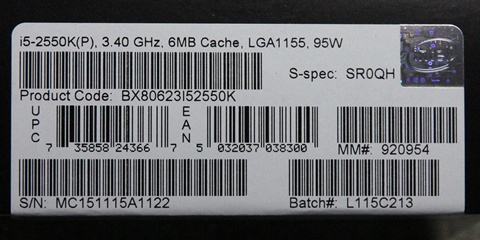 i5-2550K(P), 3.40 GHz, 6MB Cache, LGA1155, 95W
S-spec: SR0QH
Product Code: BX80623I52550K
UPC
EAN
7 35858 24366 7 5 032037 038300
MM#: 920954
S/N: MC151115A1122
Batch#: L115C213